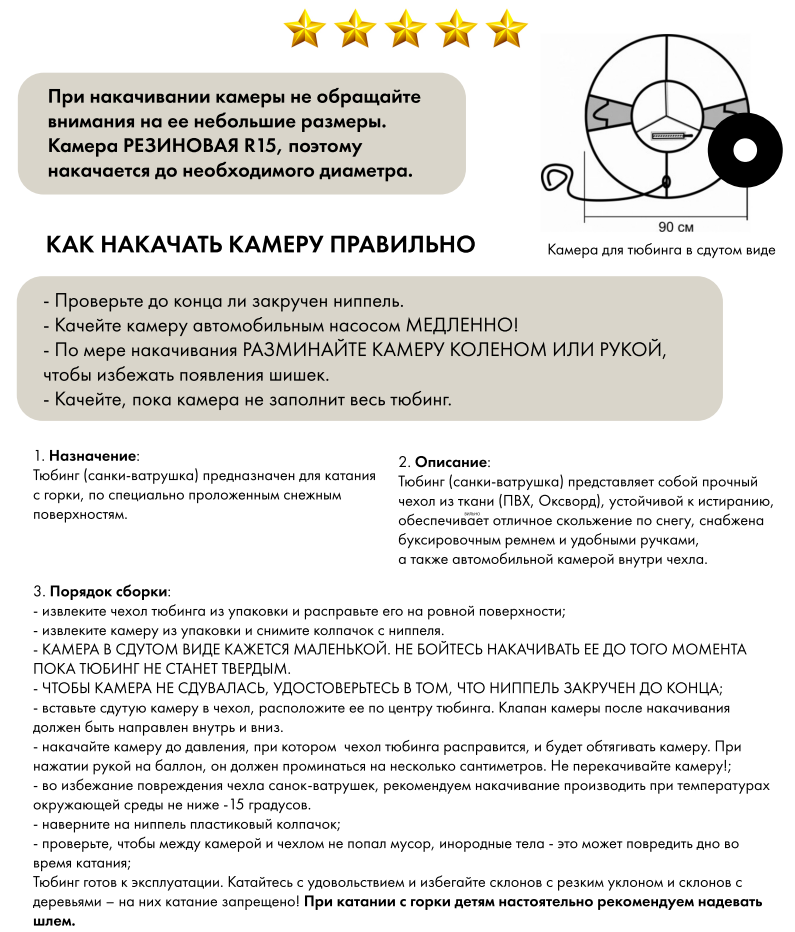 При накачивании камеры не обращайте
внимания на ее небольшие размеры.
Камера РЕЗИНОВАЯ R15, поэтому
накачается до необходимого диаметра.
90 см
Камера для тюбинга в сдутом виде
КАК НАКАЧАТЬ КАМЕРУ ПРАВИЛЬНО
- Проверьте до конца ли закручен ниппель.
- Качейте камеру автомобильным насосом МЕДЛЕННО!
- По мере накачивания РАЗМИНАЙТЕ КАМЕРУ КОЛЕНОМ ИЛИ РУКОЙ,
чтобы избежать появления шишек.
- Качейте, пока камера не заполнит весь тюбинг.
1. Назначение:
Тюбинг (санки-ватрушка) предназначен для катания
с горки, по специально проложенным снежным
поверхностям.
2. Описание:
Тюбинг (санки-ватрушка) представляет собой прочный
чехол из ткани (ПВХ, Оксворд), устойчивой к истиранию,
обеспечивает отличное скольжение по снегу, снабжена
буксировочным ремнем и удобными ручками,
а также автомобильной камерой внутри чехла.
3. Порядок сборки:
- извлеките чехол тюбинга из упаковки и расправьте его на ровной поверхности;
- извлеките камеру из упаковки и снимите колпачок с ниппеля.
- КАМЕРА В СДУТОМ ВИДЕ КАЖЕТСЯ МАЛЕНЬКОЙ. НЕ БОЙТЕСЬ НАКАЧИВАТЬ ЕЕ ДО ТОГО МОМЕНТА
ПОКА ТЮБИНГ НЕ СТАНЕТ ТВЕРДЫМ.
- ЧТОБЫ КАМЕРА НЕ СДУВАЛАСЬ, УДОСТОВЕРЬТЕСЬ В ТОМ, ЧТО НИППЕЛЬ ЗАКРУЧЕН ДО КОНЦА;
- вставьте сдутую камеру в чехол, расположите ее по центру тюбинга. Клапан камеры после накачивания
должен быть направлен внутрь и вниз.
- накачайте камеру до давления, при котором чехол тюбинга расправится, и будет обтягивать камеру. При
нажатии рукой на баллон, он должен проминаться на несколько сантиметров. Не перекачивайте камеру!;
- во избежание повреждения чехла санок-ватрушек, рекомендуем накачивание производить при температурах
окружающей среды не ниже -15 градусов.
- наверните на ниппель пластиковый колпачок;
- проверьте, чтобы между камерой и чехлом не попал мусор, инородные тела - это может повредить дно во
время катания;
Тюбинг готов к эксплуатации. Катайтесь с удовольствием и избегайте склонов с резким уклоном и склонов с
деревьями – на них катание запрещено! При катании с горки детям настоятельно рекомендуем надевать
шлем.